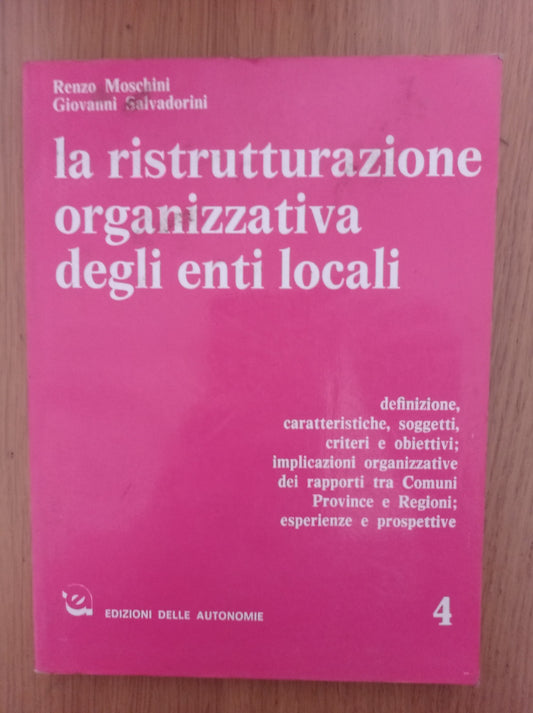 Renzo Moschini
Giovanni Salvadorini
la ristrutturazione
organizzativa
degli enti locali
definizione,
caratteristiche, soggetti,
criteri e obiettivi;
implicazioni organizzative
dei rapporti tra Comuni
Province e Regioni;
esperienze e prospettive
EDIZIONI DELLE AUTONOMIE
4